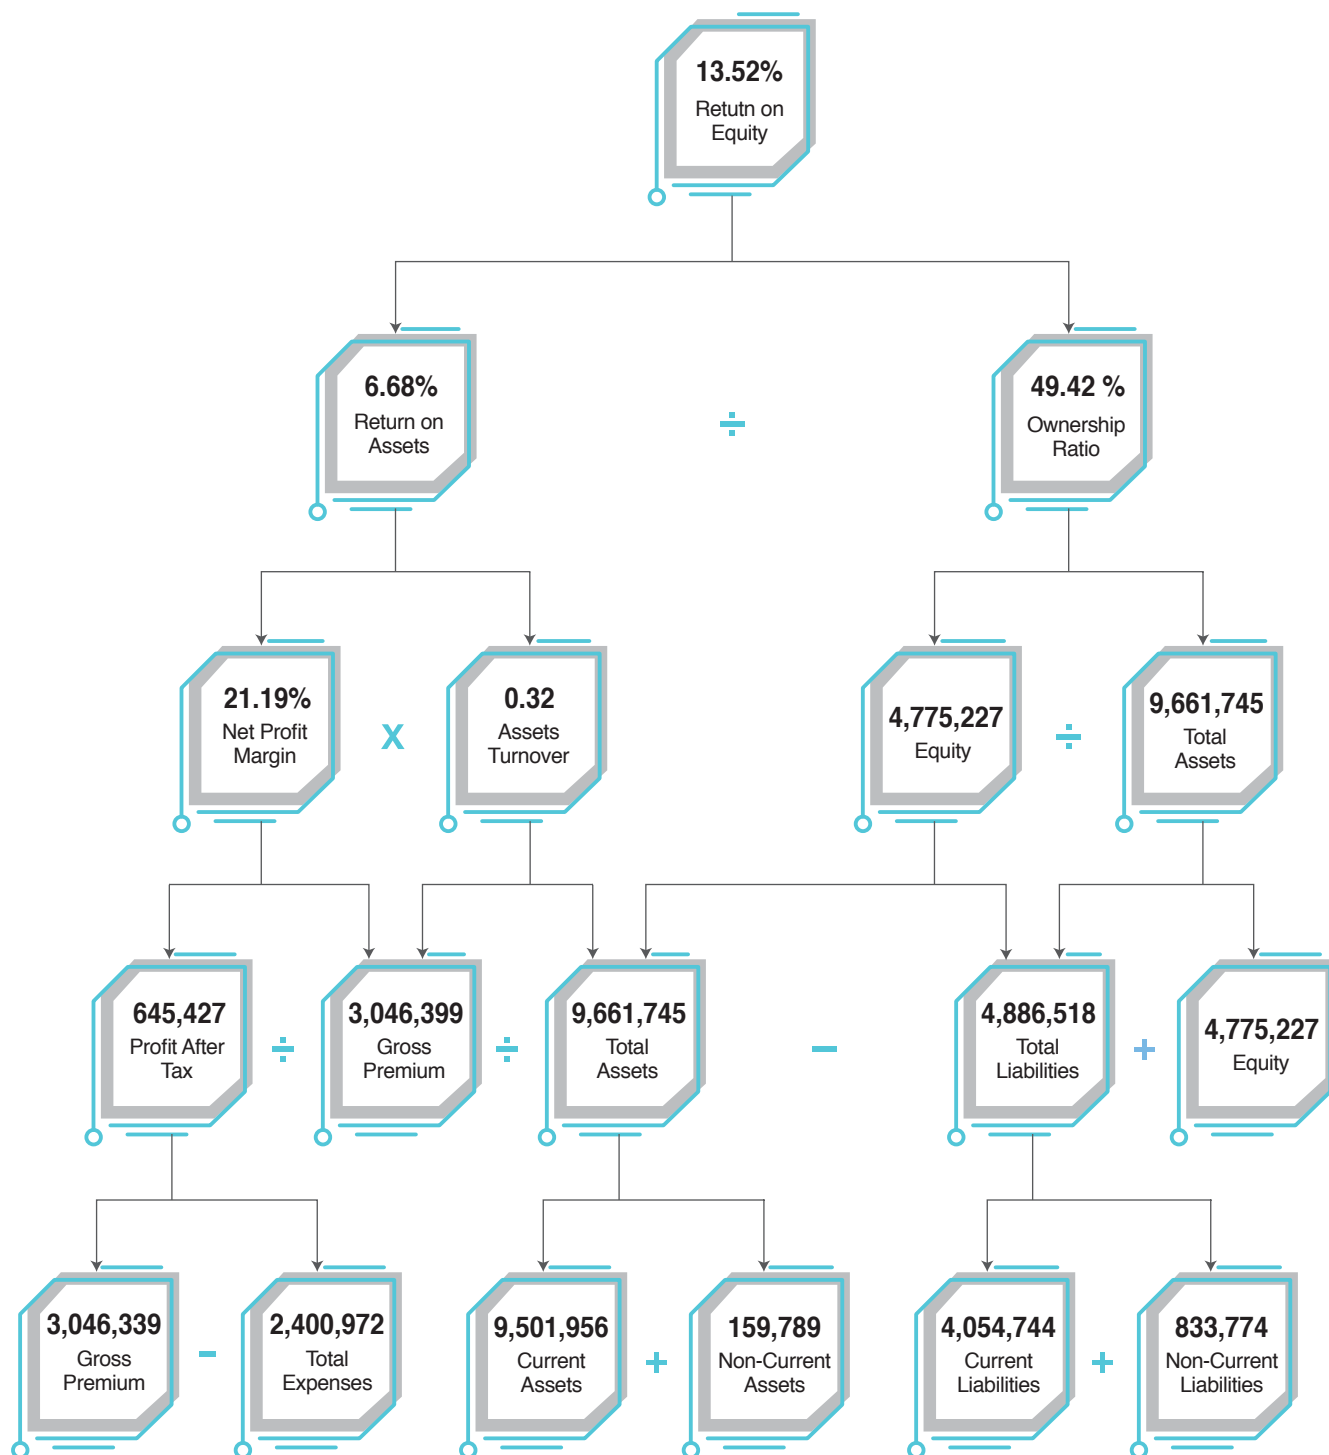 13.52%
Retutn on
Equity
6.68%
Return on
Assets
÷
49.42 %
Ownership
Ratio
21.19%
Net Profit
Margin
X
0.32
Assets
Turnover
4,775,227
Equity
÷
9,661,745
Total
Assets
645,427
Profit After
Tax
÷
3,046,399
Gross
Premium
÷
9,661,745
Total
Assets
−
4,886,518
Total
Liabilities
+
4,775,227
Equity
3,046,339
Gross
Premium
-
2,400,972
Total
Expenses
9,501,956
Current
Assets
+
159,789
Non-Current
Assets
4,054,744
Current
Liabilities
+
833,774
Non-Current
Liabilities